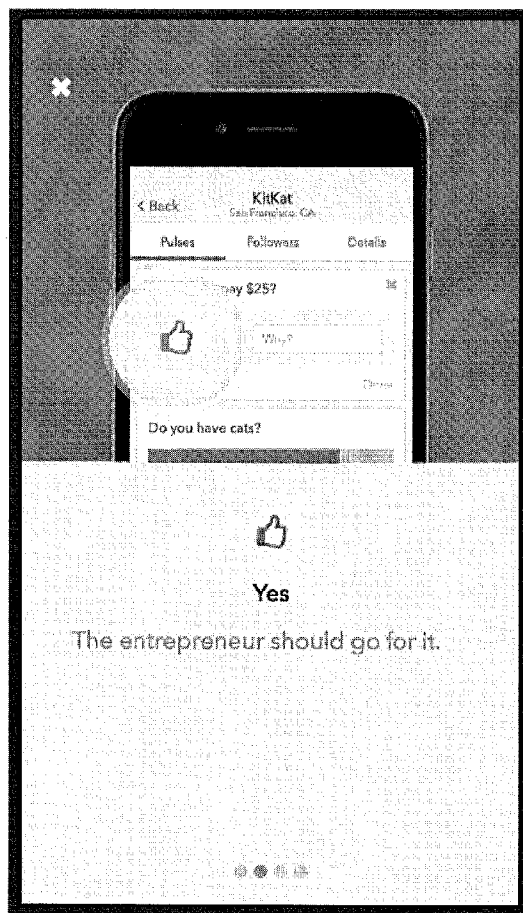 < Back
KitKat
San Francisco, CA
Pulses Followers Details
pay $25?
Why?
Do you have cats?
Yes
The entrepreneur should go for it.